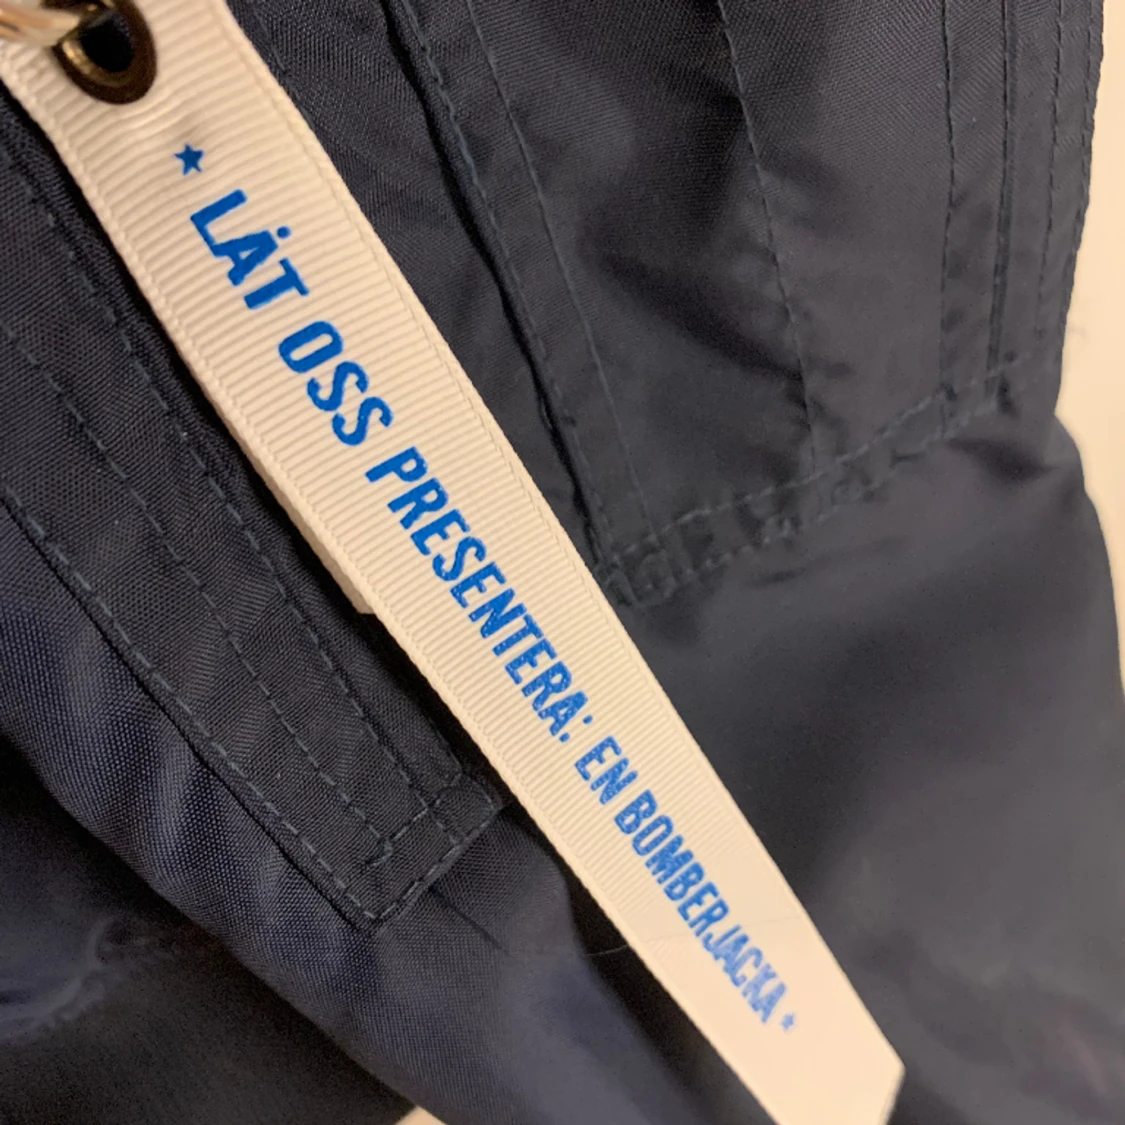 ★ LÅT OSS PRESENTERA: EN BOMBERJACKA ★